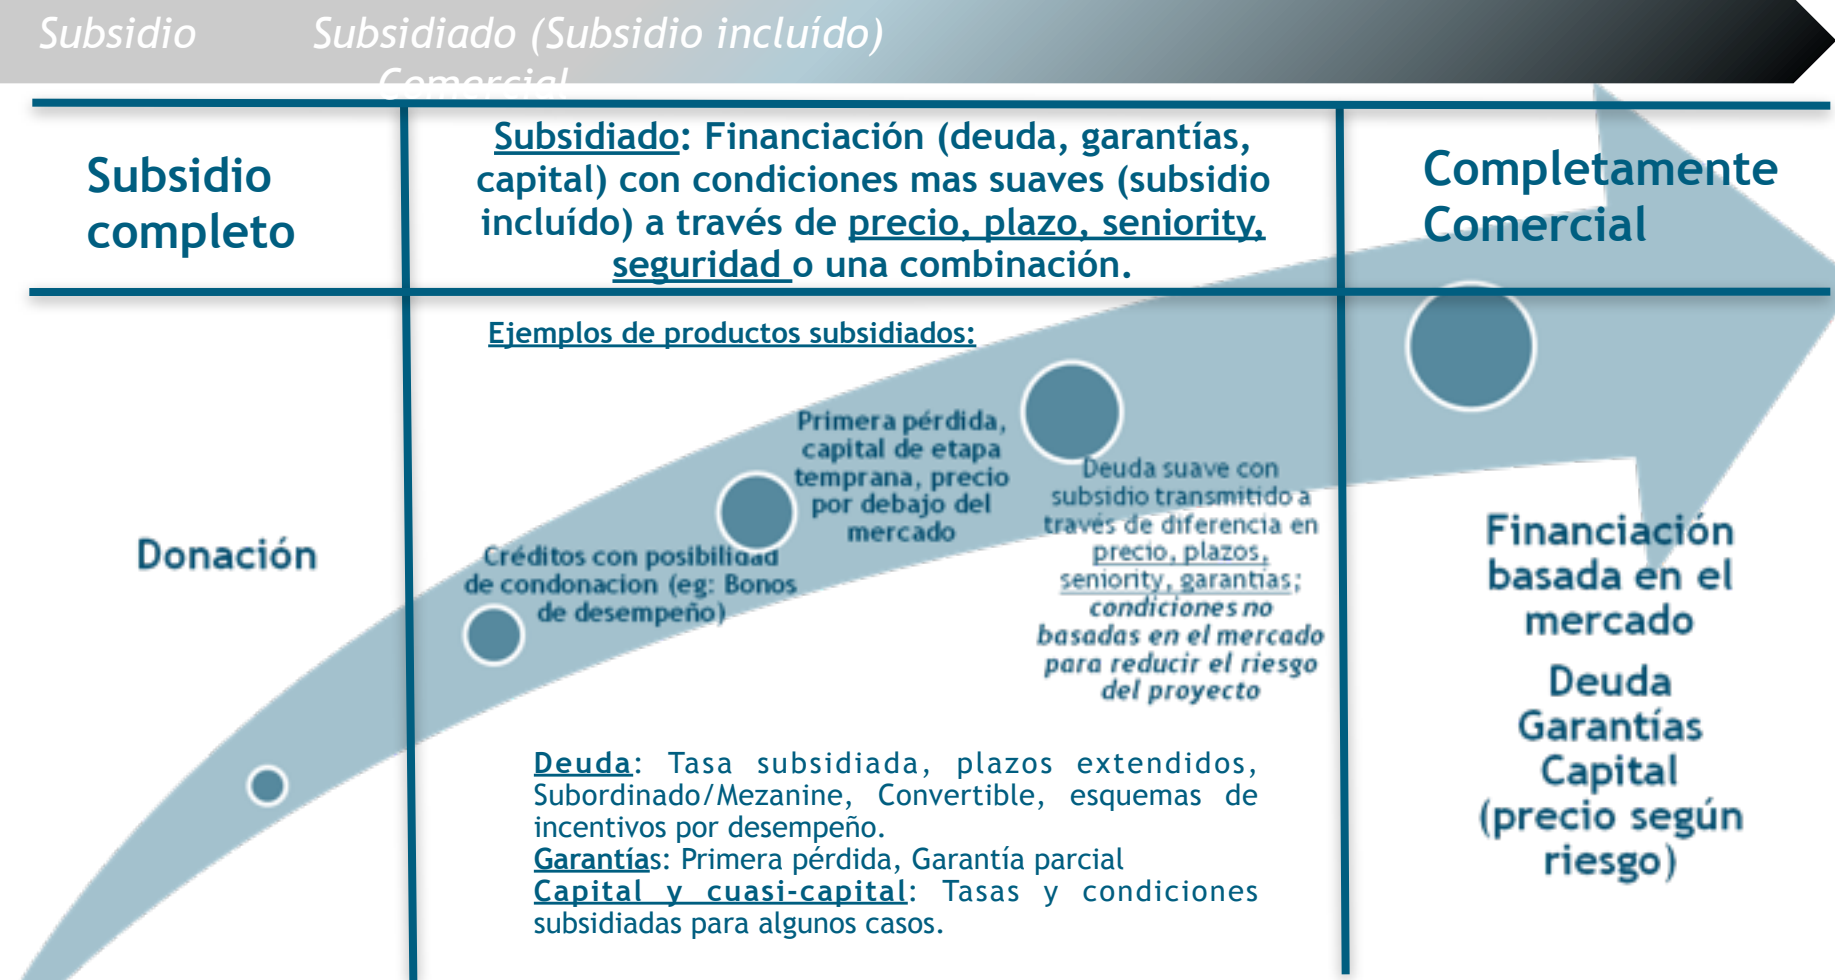 Subsidio Subsidiado (Subsidio incluído)
Comercial
Subsidio
completo
Subsidiado: Financiación (deuda, garantías,
capital) con condiciones mas suaves (subsidio
incluído) a través de precio, plazo, seniority,
seguridad o una combinación.
Completamente
Comercial
Ejemplos de productos subsidiados:
Donación
Créditos con posibilidad
de condonacion (eg: Bonos
de desempeño)
Primera pérdida,
capital de etapa
temprana, precio
por debajo del
mercado
Deuda suave con
subsidio transmitido a
través de diferencia en
precio, plazos,
seniority, garantías;
condiciones no
basadas en el mercado
para reducir el riesgo
del proyecto
Deuda: Tasa subsidiada, plazos extendidos,
Subordinado/Mezanine, Convertible, esquemas de
incentivos por desempeño.
Garantías: Primera pérdida, Garantía parcial
Capital y cuasi-capital: Tasas y condiciones
subsidiadas para algunos casos.
Financiación
basada en el
mercado
Deuda
Garantías
Capital
(precio según
riesgo)